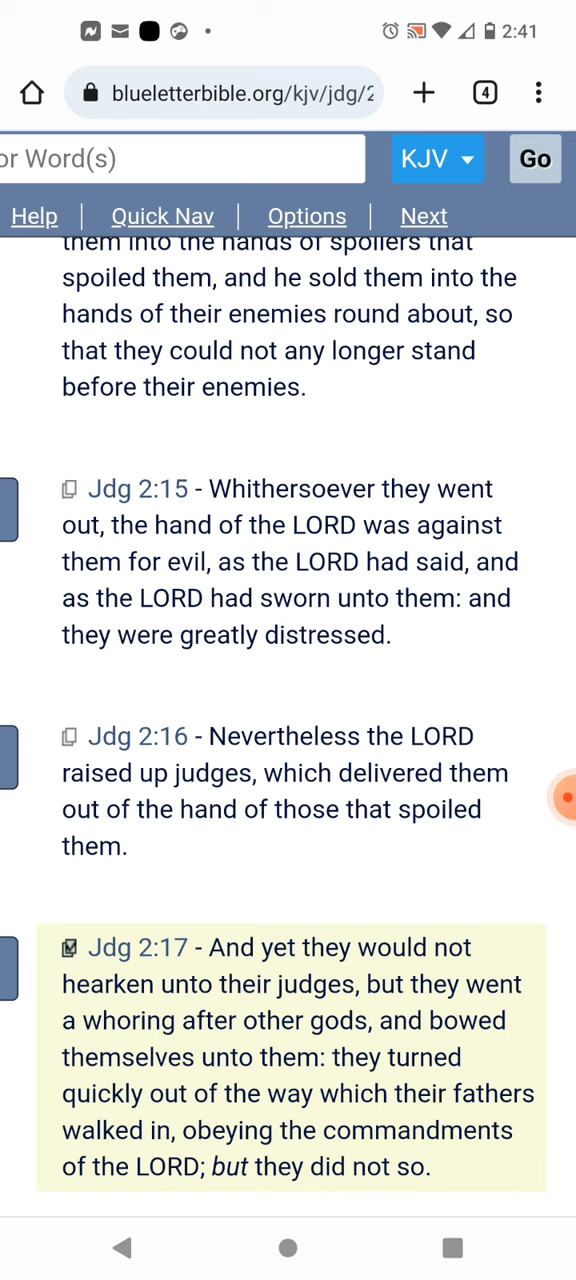 2:41
blueletterbible.org/kjv/jdg/2
4
or Word(s)
KJV
Go
Help | Quick Nav | Options | Next
them into the hands of spoilers that
spoiled them, and he sold them into the
hands of their enemies round about, so
that they could not any longer stand
before their enemies.
Jdg 2:15 - Whithersoever they went
out, the hand of the LORD was against
them for evil, as the LORD had said, and
as the LORD had sworn unto them: and
they were greatly distressed.
Jdg 2:16 - Nevertheless the LORD
raised up judges, which delivered them
out of the hand of those that spoiled
them.
Jdg 2:17 - And yet they would not
hearken unto their judges, but they went
a whoring after other gods, and bowed
themselves unto them: they turned
quickly out of the way which their fathers
walked in, obeying the commandments
of the LORD; but they did not so.